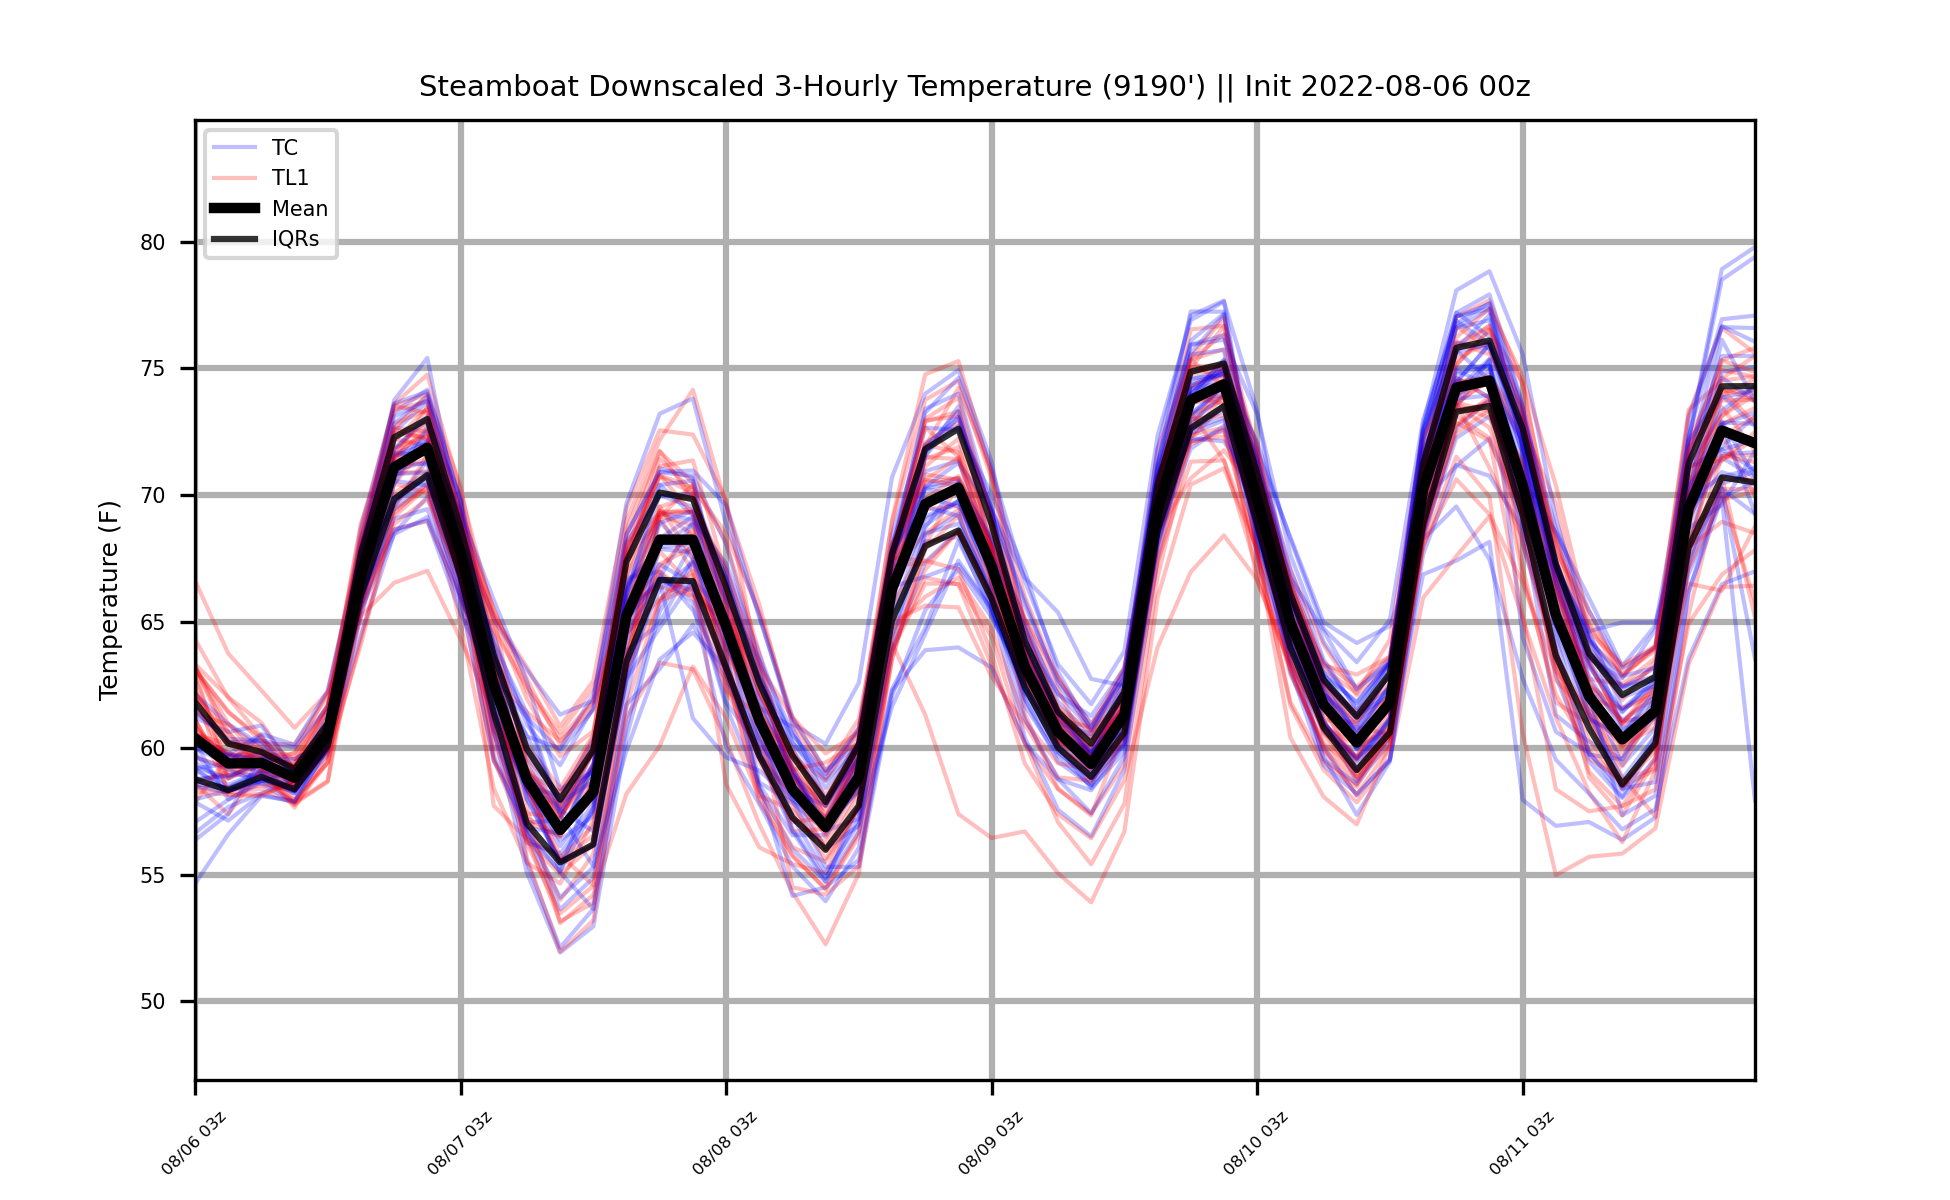 Steamboat Downscaled 3-Hourly Temperature (9190') || Init 2022-08-06 00z
TC
TL1
Mean
IQRs
Temperature (F)
80
75
70
65
60
55
50
08/06 03z
08/07 03z
08/08 03z
08/09 03z
08/10 03z
08/11 03z